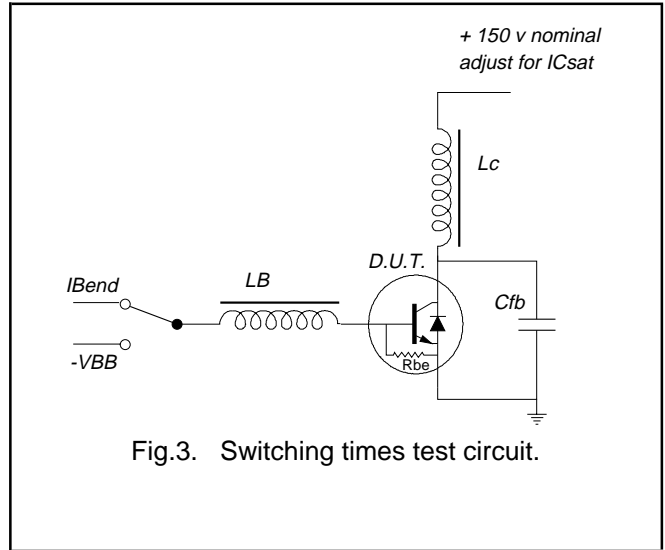 + 150 v nominal
adjust for ICsat
Lc
D.U.T.
LB
IBend
Cfb
-VBB
Rbe
Fig.3. Switching times test circuit.